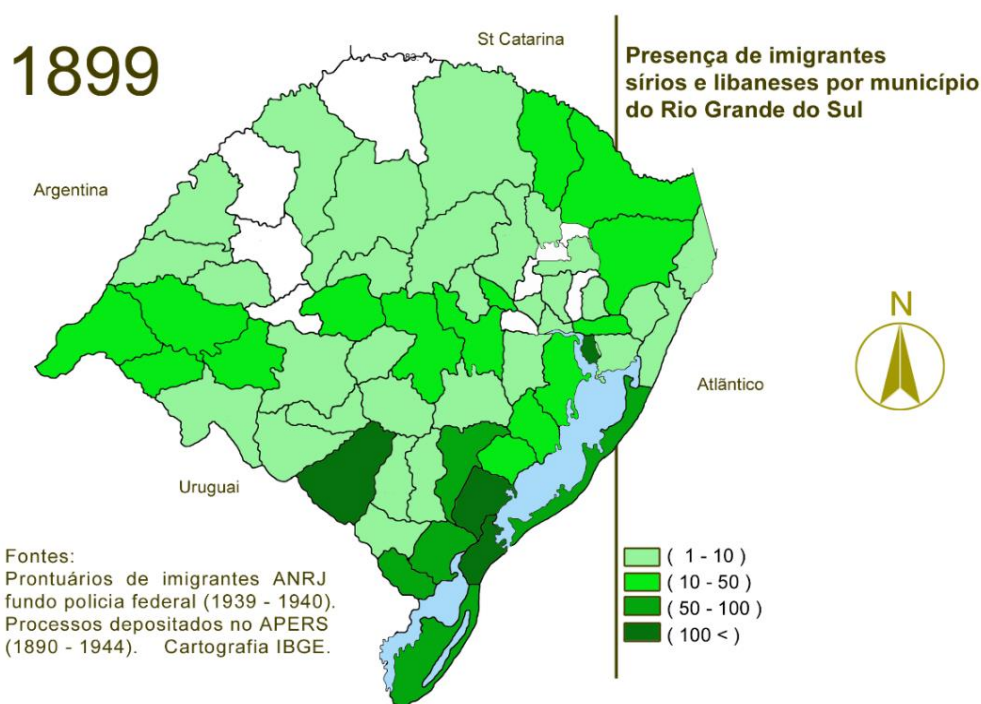 1899
St Catarina
Presença de imigrantes
sírios e libaneses por município
do Rio Grande do Sul
Argentina
N
Atlântico
Uruguai
Fontes:
Prontuários de imigrantes ANRJ
fundo policia federal (1939 - 1940).
Processos depositados no APERS
(1890 - 1944). Cartografia IBGE.
( 1 - 10 )
( 10 - 50 )
( 50 - 100 )
( 100 < )